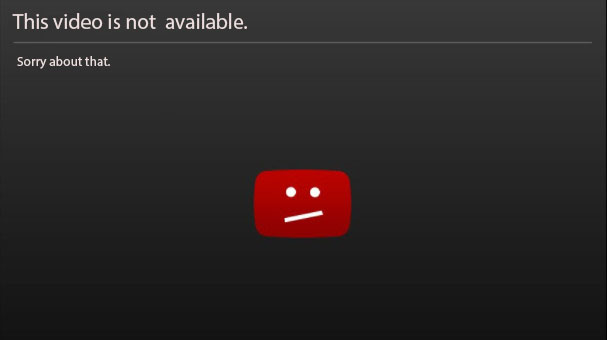 This video is not available.
Sorry about that.